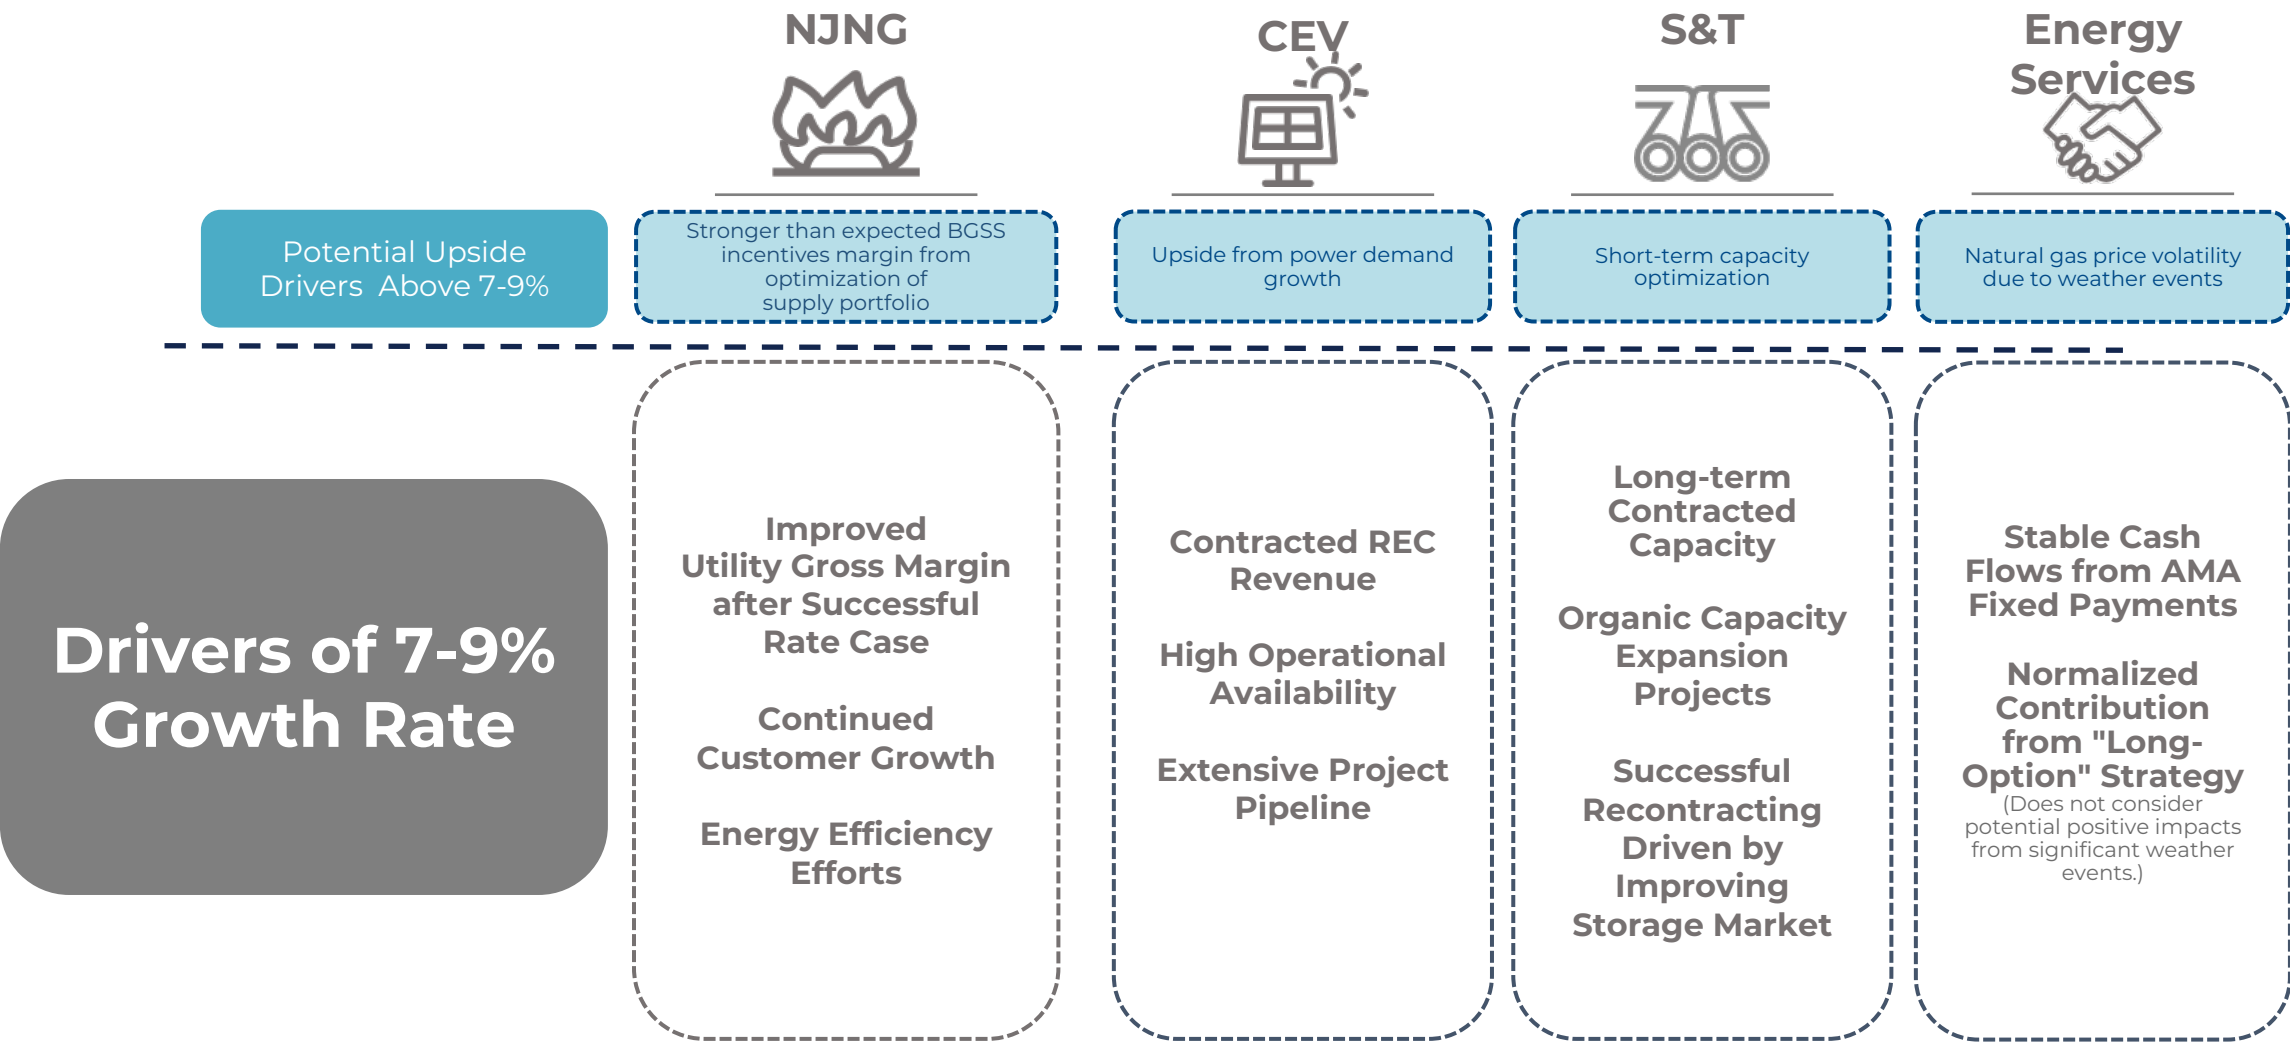 NJNG
CEV
S&T
Energy
Services
Potential Upside
Drivers  Above 7-9%
Stronger than expected BGSS
incentives margin from
optimization of
supply portfolio
Upside from power demand
growth
Short-term capacity
optimization
Natural gas price volatility
due to weather events
Drivers of 7-9%
Growth Rate
Improved
Utility Gross Margin
after Successful
Rate Case
Continued
Customer Growth
Energy Efficiency
Efforts
Contracted REC
Revenue
High Operational
Availability
Extensive Project
Pipeline
Long-term
Contracted
Capacity
Organic Capacity
Expansion
Projects
Successful
Recontracting
Driven by
Improving
Storage Market
Stable Cash
Flows from AMA
Fixed Payments
Normalized
Contribution
from "Long-
Option" Strategy
(Does not consider
potential positive impacts
from significant weather
events.)